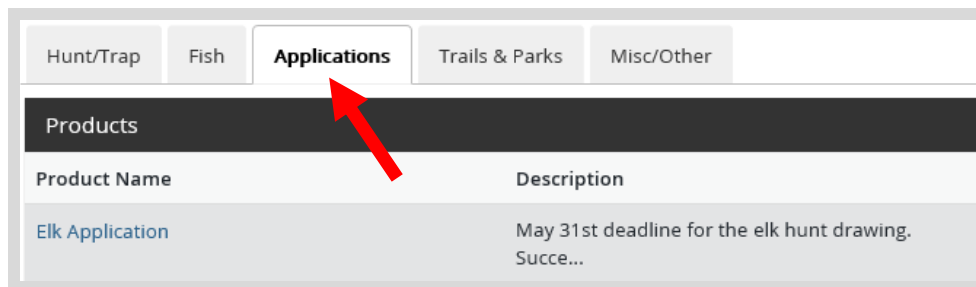 Hunt/Trap Fish Applications Trails & Parks Misc/Other
Products
Product Name Description
Elk Application May 31st deadline for the elk hunt drawing.
Succe...